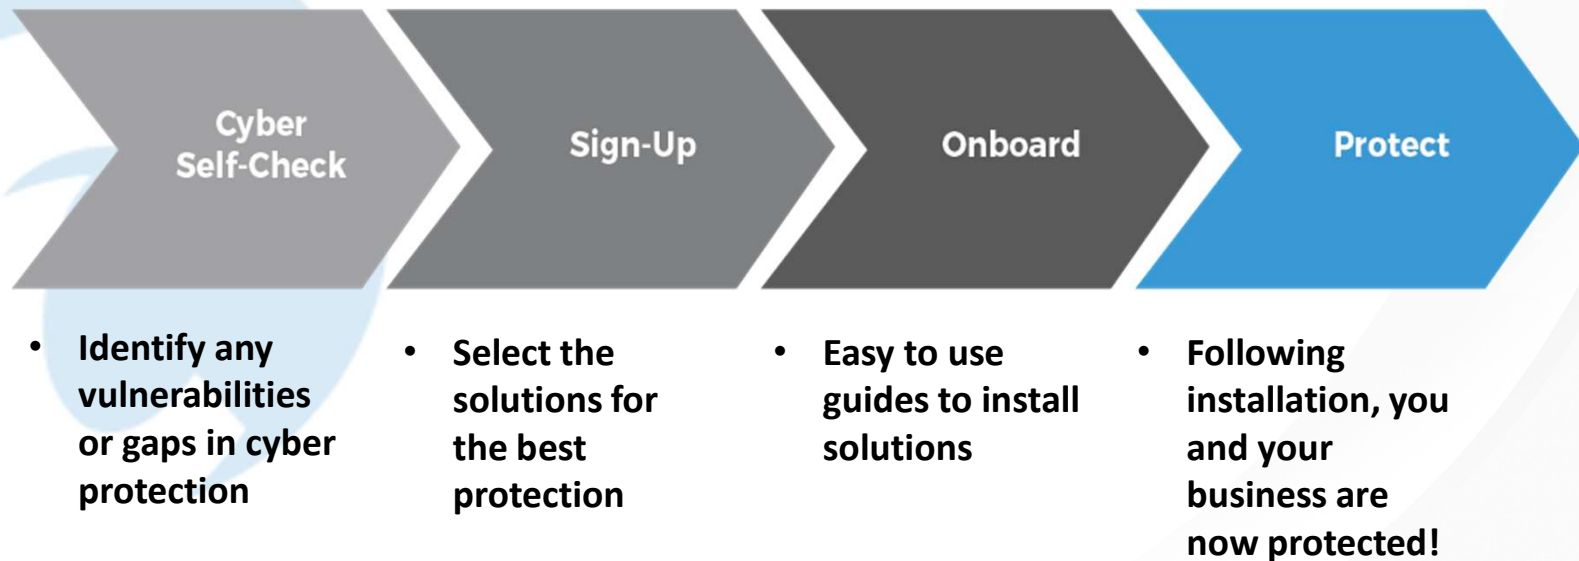 Cyber
Self-Check
Sign-Up
Onboard
Protect
• Identify any
vulnerabilities
or gaps in cyber
protection
• Select the
solutions for
the best
protection
• Easy to use
guides to install
solutions
• Following
installation, you
and your
business are
now protected!